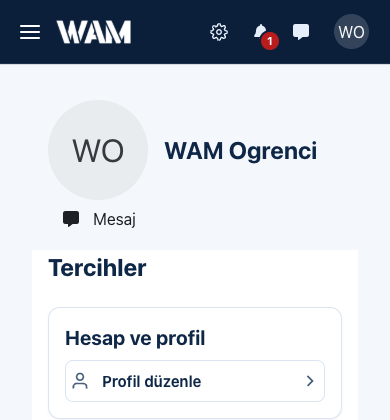 WAM
1
WO
WO
WAM Ogrenci
Mesaj
Tercihler
Hesap ve profil
Profil düzenle